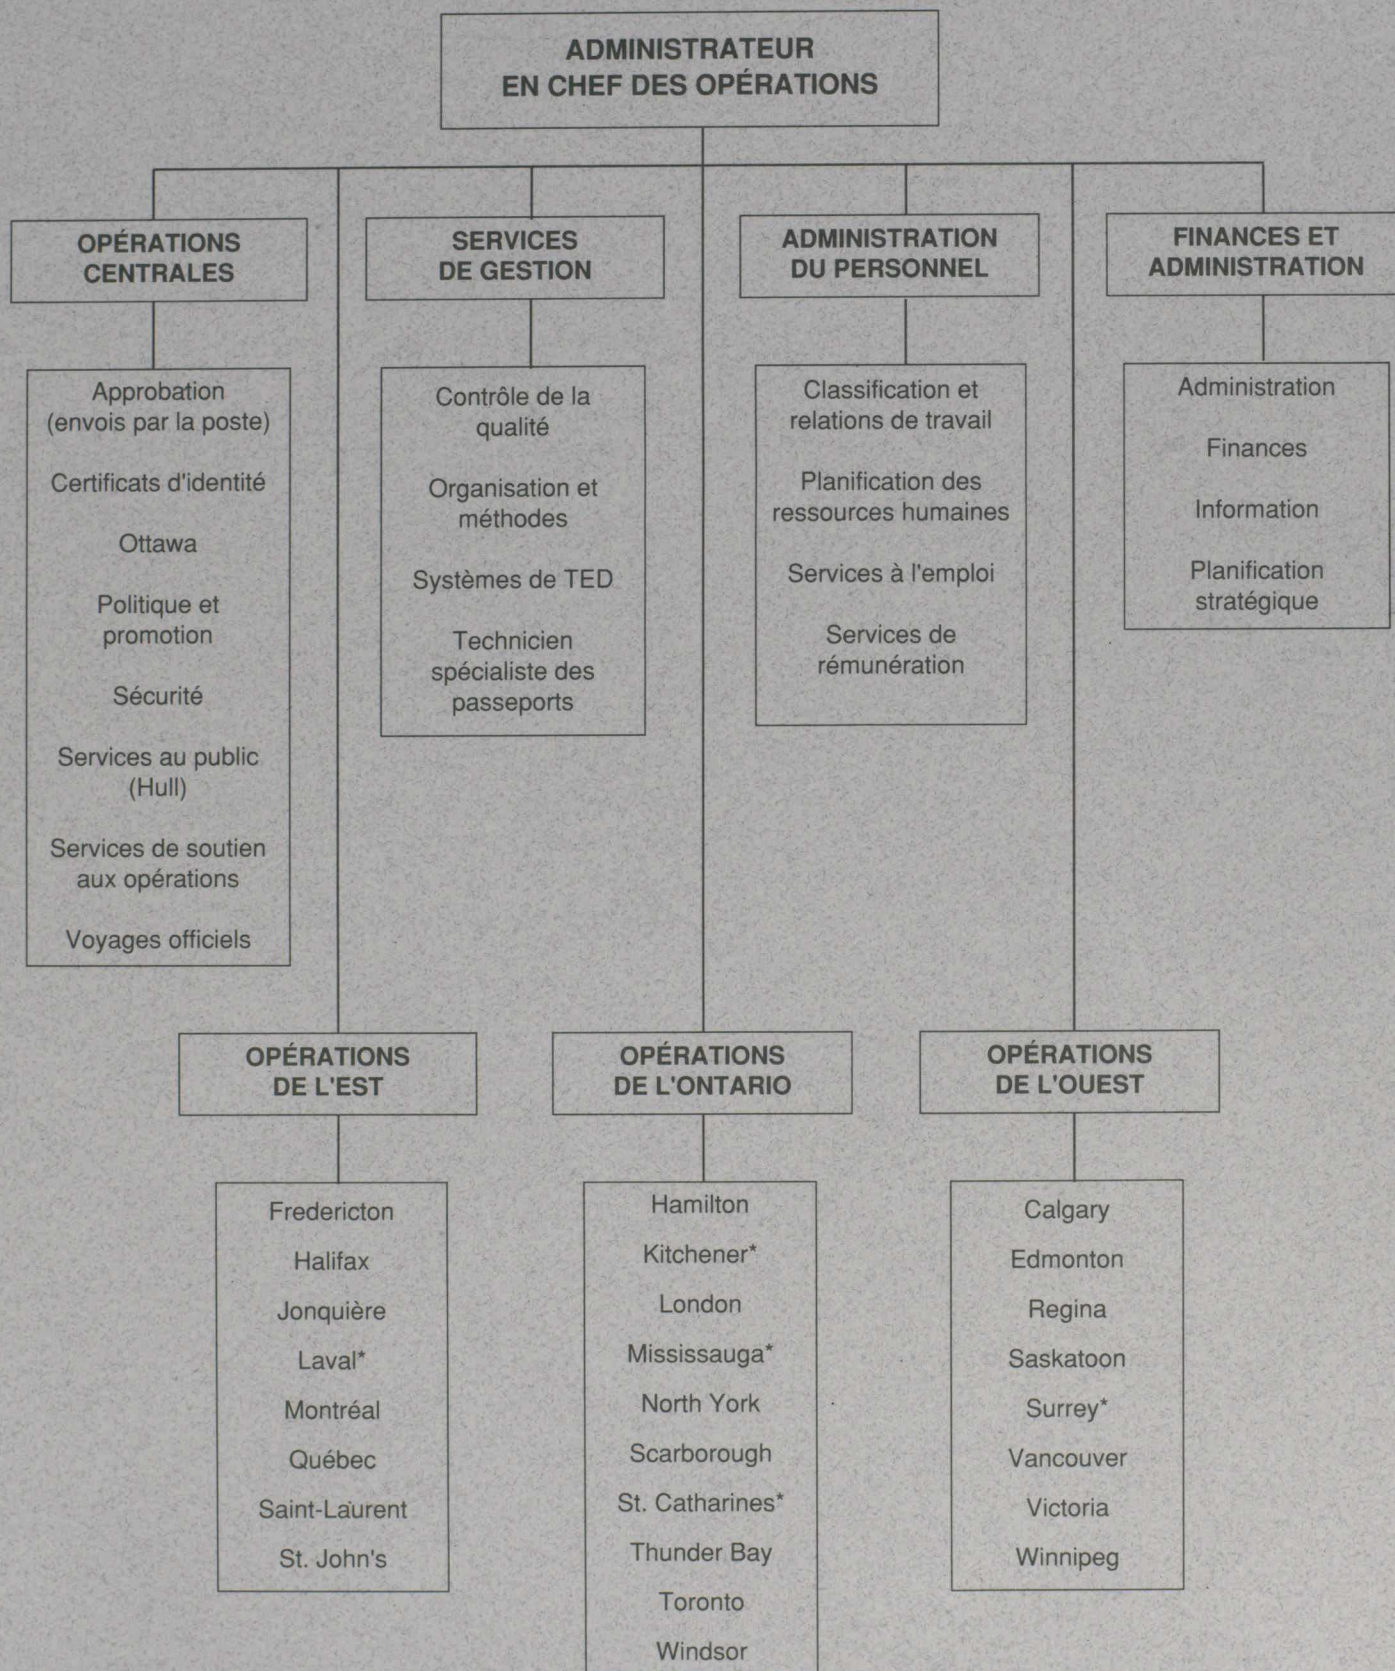 ADMINISTRATEUR
EN CHEF DES OPÉRATIONS
OPÉRATIONS
CENTRALES
Approbation
(envois par la poste)
Certificats d'identité
Ottawa
Politique et
promotion
Sécurité
Services au public
(Hull)
Services de soutien
aux opérations
Voyages officiels
SERVICES
DE GESTION
Contrôle de la
qualité
Organisation et
méthodes
Systèmes de TED
Technicien
spécialiste des
passeports
ADMINISTRATION
DU PERSONNEL
Classification et
relations de travail
Planification des
ressources humaines
Services à l'emploi
Services de
rémunération
FINANCES ET
ADMINISTRATION
Administration
Finances
Information
Planification
stratégique
OPÉRATIONS
DE L'EST
Fredericton
Halifax
Jonquière
Laval*
Montréal
Québec
Saint-Laurent
St. John's
OPÉRATIONS
DE L'ONTARIO
Hamilton
Kitchener*
London
Mississauga*
North York
Scarborough
St. Catharines*
Thunder Bay
Toronto
Windsor
OPÉRATIONS
DE L'OUEST
Calgary
Edmonton
Regina
Saskatoon
Surrey*
Vancouver
Victoria
Winnipeg